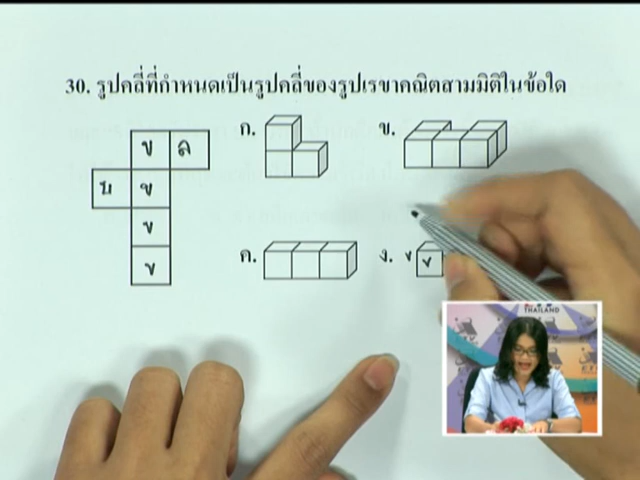 30. รูปคลี่ที่กำหนดเป็นรูปคลี่ของรูปเรขาคณิตสามมิติในข้อใด
ก. ข.
ข ล
บ ข
ข
ข
ค. ง.
THAILAND